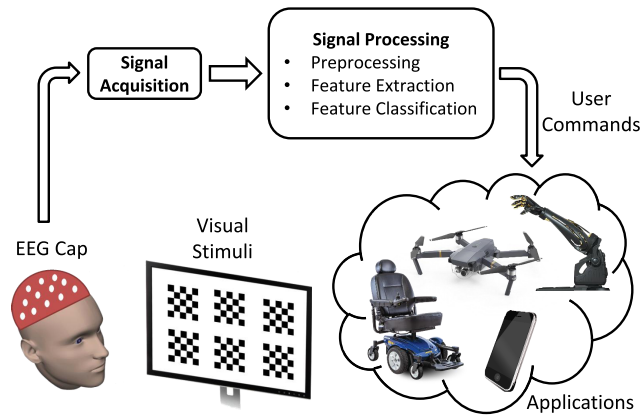 Signal
Acquisition
Signal Processing
• Preprocessing
• Feature Extraction
• Feature Classification
User
Commands
EEG Cap
Visual
Stimuli
Applications